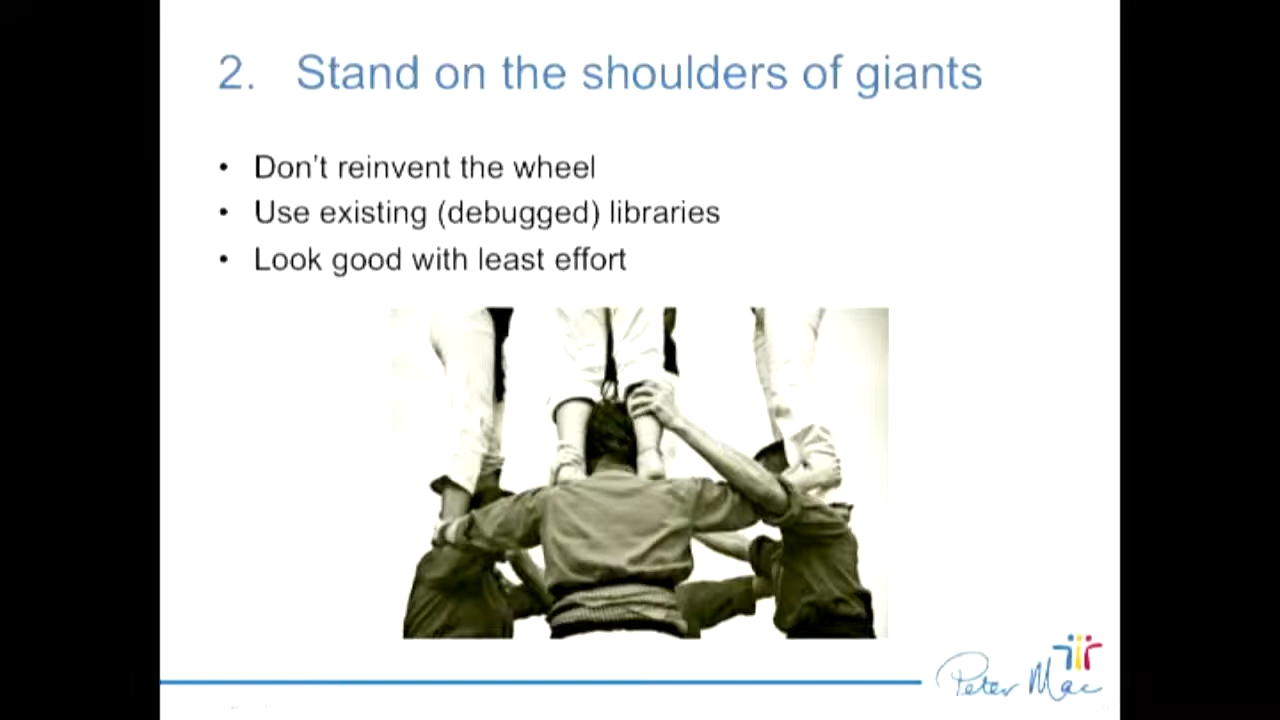 2. Stand on the shoulders of giants
• Don't reinvent the wheel
• Use existing (debugged) libraries
• Look good with least effort
Peter Mac